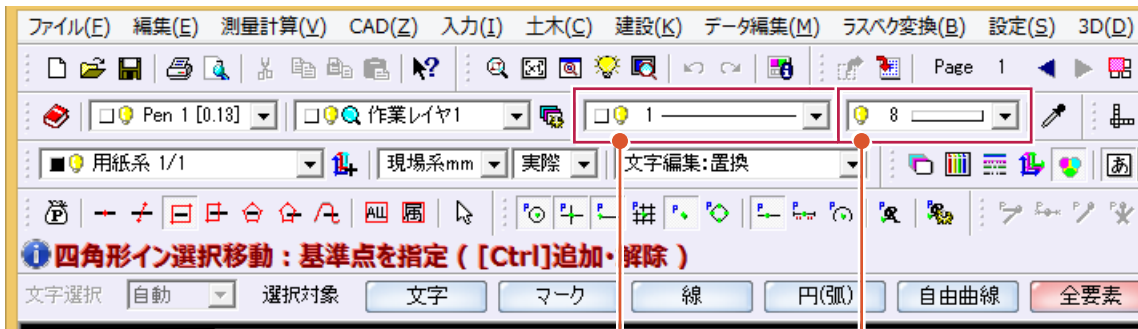 ファイル(F) 編集(E) 測量計算(V) CAD(Z) 入力(I) 土木(C) 建設(K) データ編集(M) ラスベク変換(B) 設定(S) 3D(D)
Page 1
Pen 1 [0.13] 作業レイヤ1 1 8
用紙系 1/1 現場系mm 実際 文字編集:置換 あ
P ALL 属
四角形イン選択移動：基準点を指定 ( [Ctrl]追加・解除 )
文字選択 自動 選択対象 文字 マーク 線 円(弧) 自由曲線 全要素